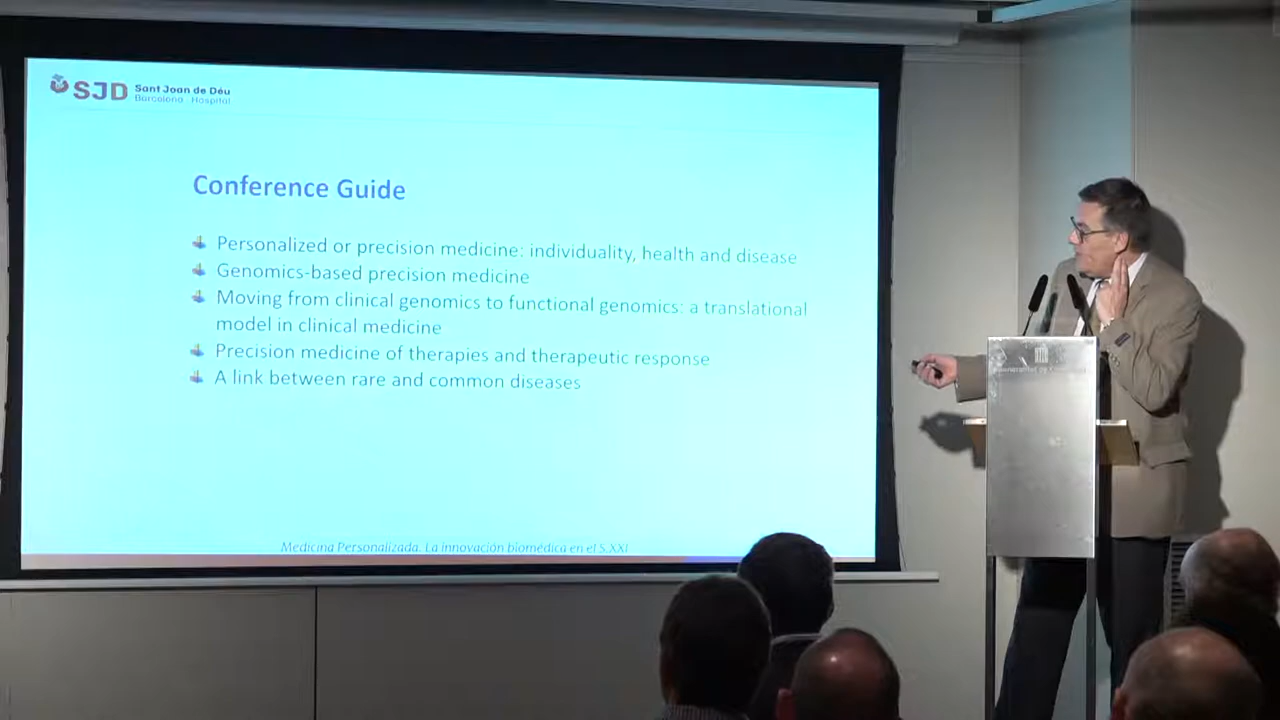 SJD
Sant Joan de Déu
Barcelona · Hospital
Conference Guide
Personalized or precision medicine: individuality, health and disease
Genomics-based precision medicine
Moving from clinical genomics to functional genomics: a translational
model in clinical medicine
Precision medicine of therapies and therapeutic response
A link between rare and common diseases
Medicina Personalizada. La innovación biomédica en el S.XXI